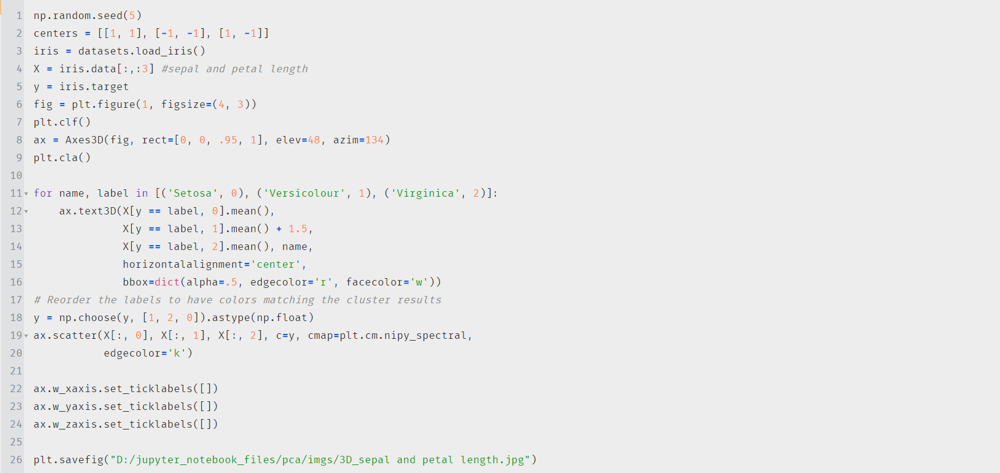 1 np.random.seed(5)
2 centers = [[1, 1], [-1, -1], [1, -1]]
3 iris = datasets.load_iris()
4 X = iris.data[:,:3] #sepal and petal length
5 y = iris.target
6 fig = plt.figure(1, figsize=(4, 3))
7 plt.clf()
8 ax = Axes3D(fig, rect=[0, 0, .95, 1], elev=48, azim=134)
9 plt.cla()
10
11 for name, label in [('Setosa', 0), ('Versicolour', 1), ('Virginica', 2)]:
12     ax.text3D(X[y == label, 0].mean(),
13               X[y == label, 1].mean() + 1.5,
14               X[y == label, 2].mean(), name,
15               horizontalalignment='center',
16               bbox=dict(alpha=.5, edgecolor='r', facecolor='w'))
17 # Reorder the labels to have colors matching the cluster results
18 y = np.choose(y, [1, 2, 0]).astype(np.float)
19 ax.scatter(X[:, 0], X[:, 1], X[:, 2], c=y, cmap=plt.cm.nipy_spectral,
20            edgecolor='k')
21
22 ax.w_xaxis.set_ticklabels([])
23 ax.w_yaxis.set_ticklabels([])
24 ax.w_zaxis.set_ticklabels([])
25
26 plt.savefig("D:/jupyter_notebook_files/pca/imgs/3D_sepal and petal length.jpg")